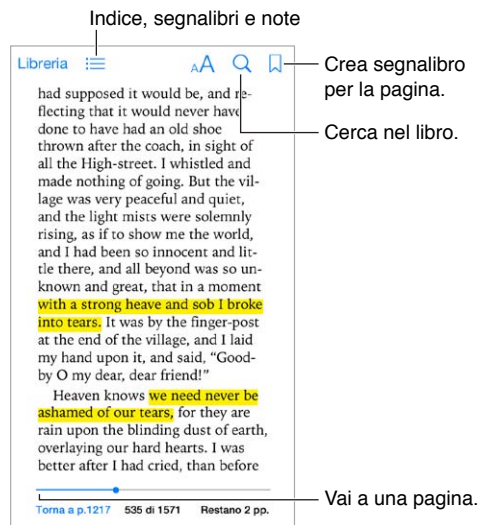 Indice, segnalibri e note
Libreria
AA
Crea segnalibro
per la pagina.
Cerca nel libro.
had supposed it would be, and re-
flecting that it would never have
done to have had an old shoe
thrown after the coach, in sight of
all the High-street. I whistled and
made nothing of going. But the vil-
lage was very peaceful and quiet,
and the light mists were solemnly
rising, as if to show me the world,
and I had been so innocent and lit-
tle there, and all beyond was so un-
known and great, that in a moment
with a strong heave and sob I broke
into tears. It was by the finger-post
at the end of the village, and I laid
my hand upon it, and said, “Good-
by O my dear, dear friend!”
Heaven knows we need never be
ashamed of our tears, for they are
rain upon the blinding dust of earth,
overlaying our hard hearts. I was
better after I had cried, than before
Vai a una pagina.
Torna a p.1217 535 di 1571 Restano 2 pp.